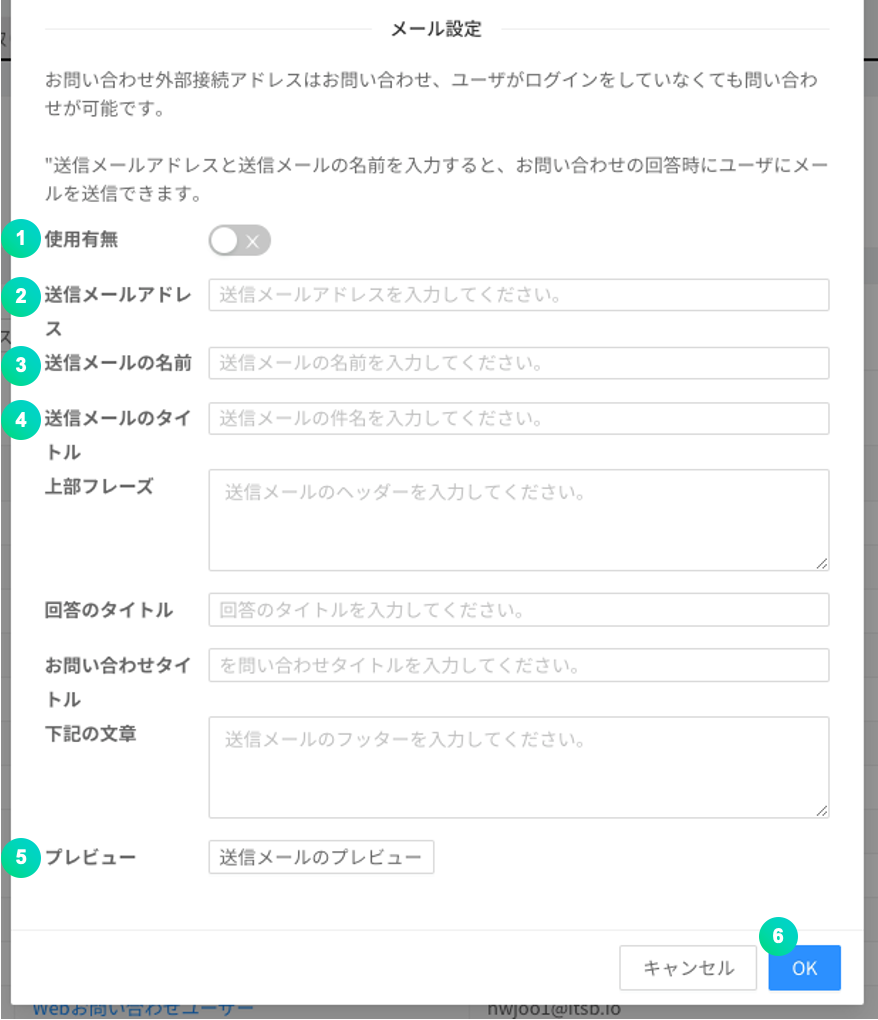 メール設定
お問い合わせ外部接続アドレスはお問い合わせ、ユーザがログインをしていなくても問い合わ
せが可能です。
"送信メールアドレスと送信メールの名前を入力すると、お問い合わせの回答時にユーザにメー
ルを送信できます。
1 使用有無
2 送信メールアドレ 送信メールアドレスを入力してください。
ス
3 送信メールの名前 送信メールの名前を入力してください。
4 送信メールのタイ 送信メールの件名を入力してください。
トル
上部フレーズ 送信メールのヘッダーを入力してください。
回答のタイトル 回答のタイトルを入力してください。
お問い合わせタイ を問い合わせタイトルを入力してください。
トル
下記の文章 送信メールのフッターを入力してください。
5 プレビュー 送信メールのプレビュー
6
キャンセル OK
Webお問い合わせユーザー nwjoo1@itsb.io